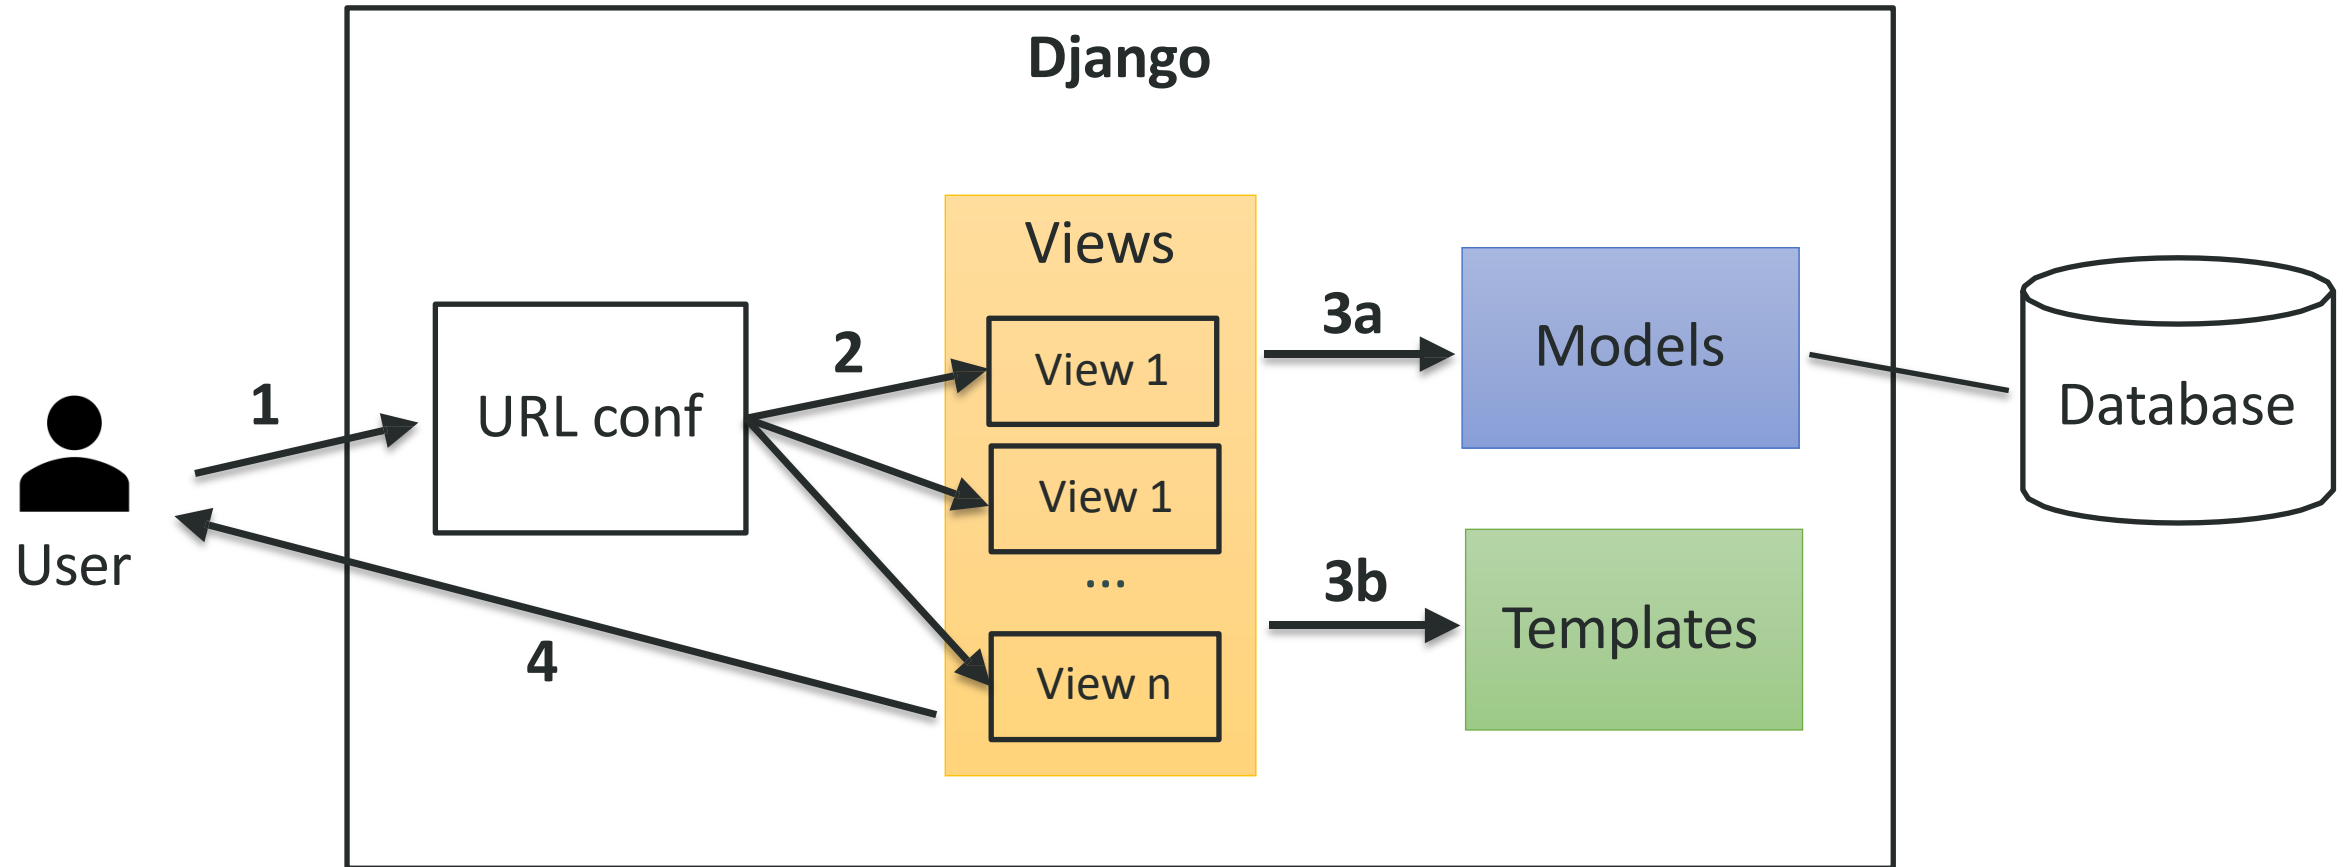 Django
Views
3a
Models
2
View 1
1
URL conf
Database
View 1
User
...
3b
Templates
4
View n